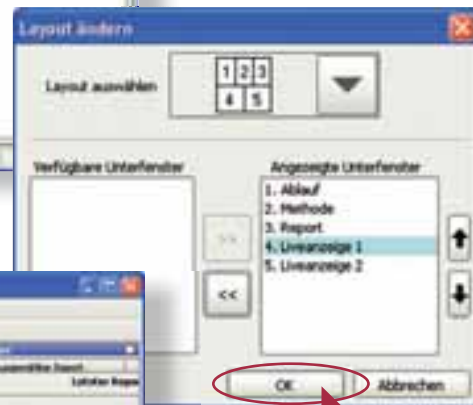 Layout ändern
Layout auswählen
1 2 3
4 5
Verfügbare Unterfenster
Angezeigte Unterfenster
1. Ablauf
2. Methode
3. Report
4. Liveanzeige 1
5. Liveanzeige 2
>>
<<
OK
Abbrechen